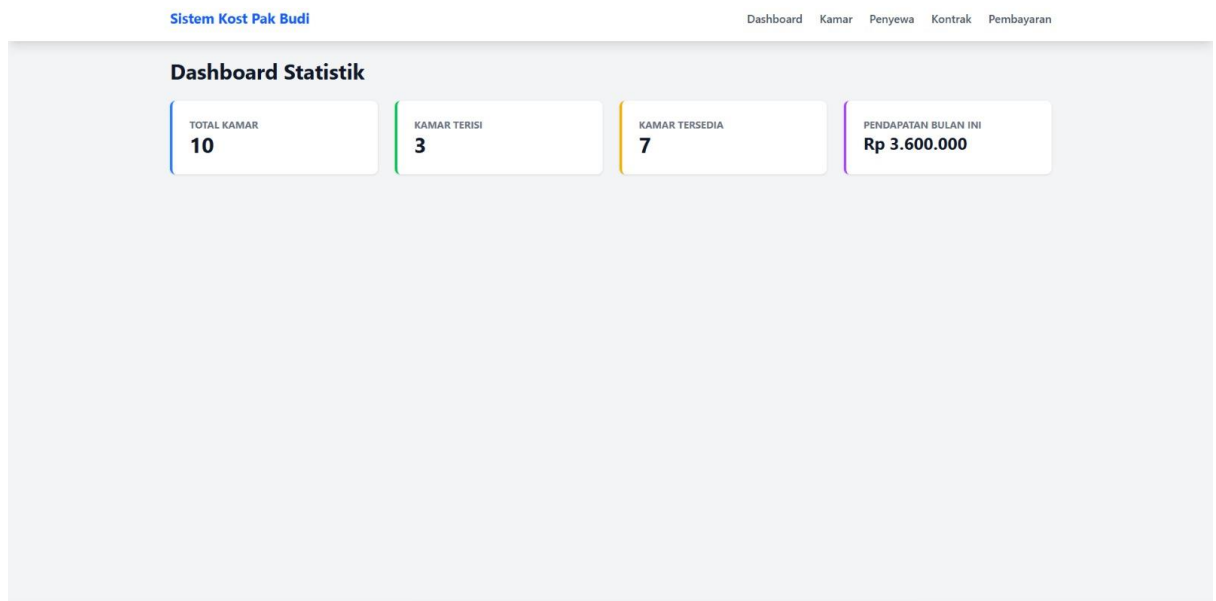 Sistem Kost Pak Budi
Dashboard Kamar Penyewa Kontrak Pembayaran
Dashboard Statistik
TOTAL KAMAR
10
KAMAR TERISI
3
KAMAR TERSEDIA
7
PENDAPATAN BULAN INI
Rp 3.600.000